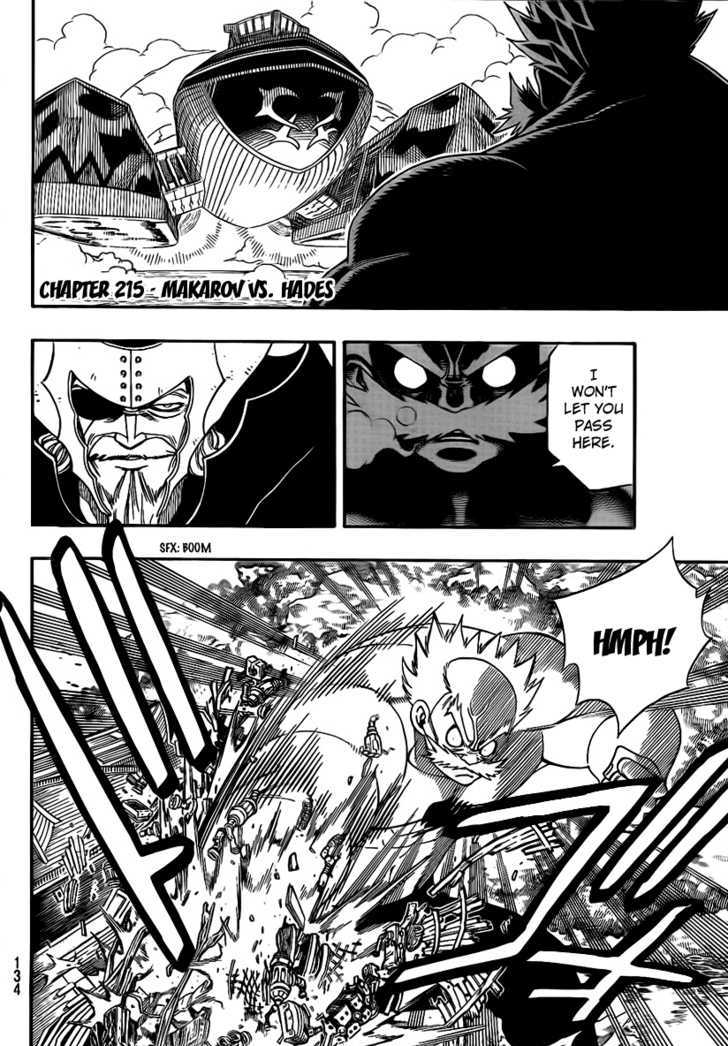 CHAPTER 215 - MAKAROV VS. HADES
I
WON'T
LET YOU
PASS
HERE.
SFX: BOOM
HMPH!
134